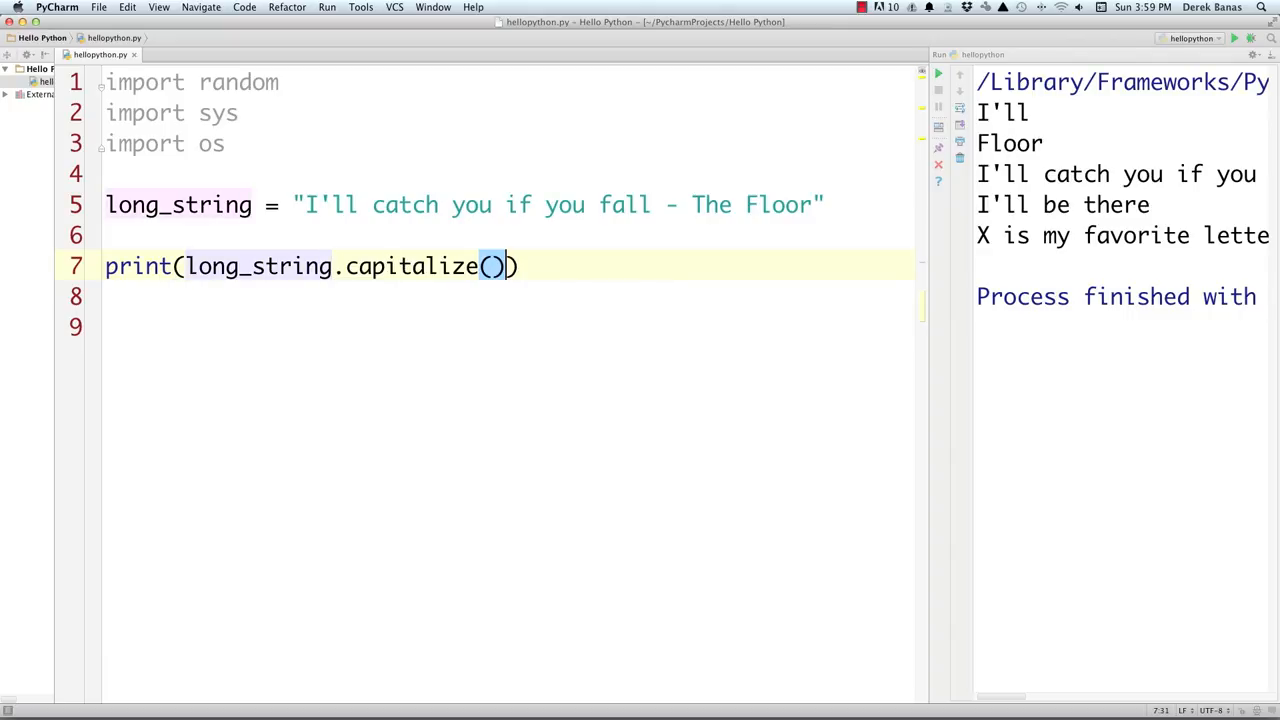 PyCharm File Edit View Navigate Code Refactor Run Tools VCS Window Help 10 Sun 3:59 PM Derek Banas
hellopython.py - Hello Python - [~/PycharmProjects/Hello Python]
Hello Python hellopython.py hellopython
hellopython.py Run hellopython
Hello P
hell
Externa
1 import random
2 import sys
3 import os
4
5 long_string = "I'll catch you if you fall - The Floor"
6
7 print(long_string.capitalize())
8
9
/Library/Frameworks/Py
I'll
Floor
I'll catch you if you
I'll be there
X is my favorite lette
Process finished with
7:31 LF UTF-8